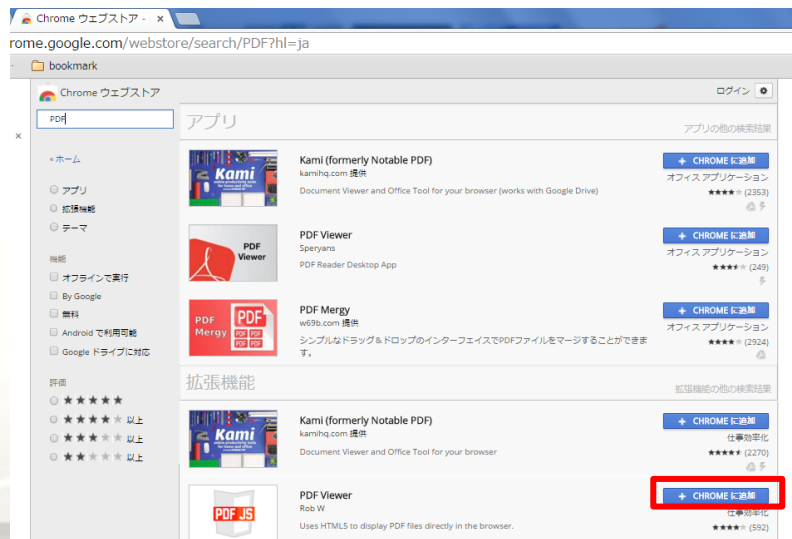 Chrome ウェブストア -
rome.google.com/webstore/search/PDF?hl=ja
bookmark
Chrome ウェブストア
ログイン
PDF
«ホーム
アプリ
拡張機能
テーマ
機能
オフラインで実行
By Google
無料
Android で利用可能
Google ドライブに対応
評価
★★★★★
★★★★★ 以上
★★★★★ 以上
★★★★★ 以上
アプリ
アプリの他の検索結果
Kami
Kami (formerly Notable PDF)
kamihq.com 提供
Document Viewer and Office Tool for your browser (works with Google Drive)
+ CHROME に追加
オフィス アプリケーション
★★★★★ (2353)
PDF
Viewer
PDF Viewer
Speryans
PDF Reader Desktop App
+ CHROME に追加
オフィス アプリケーション
★★★★★ (249)
PDF
Mergy
PDF
PDF PDF
PDF PDF
PDF Mergy
w69b.com 提供
シンプルなドラッグ＆ドロップのインターフェイスでPDFファイルをマージすることができま
す。
+ CHROME に追加
オフィス アプリケーション
★★★★★ (2924)
拡張機能
拡張機能の他の検索結果
Kami
Kami (formerly Notable PDF)
kamihq.com 提供
Document Viewer and Office Tool for your browser
+ CHROME に追加
仕事効率化
★★★★★ (2270)
PDF JS
PDF Viewer
Rob W
Uses HTML5 to display PDF files directly in the browser.
+ CHROME に追加
仕事効率化
★★★★★ (592)